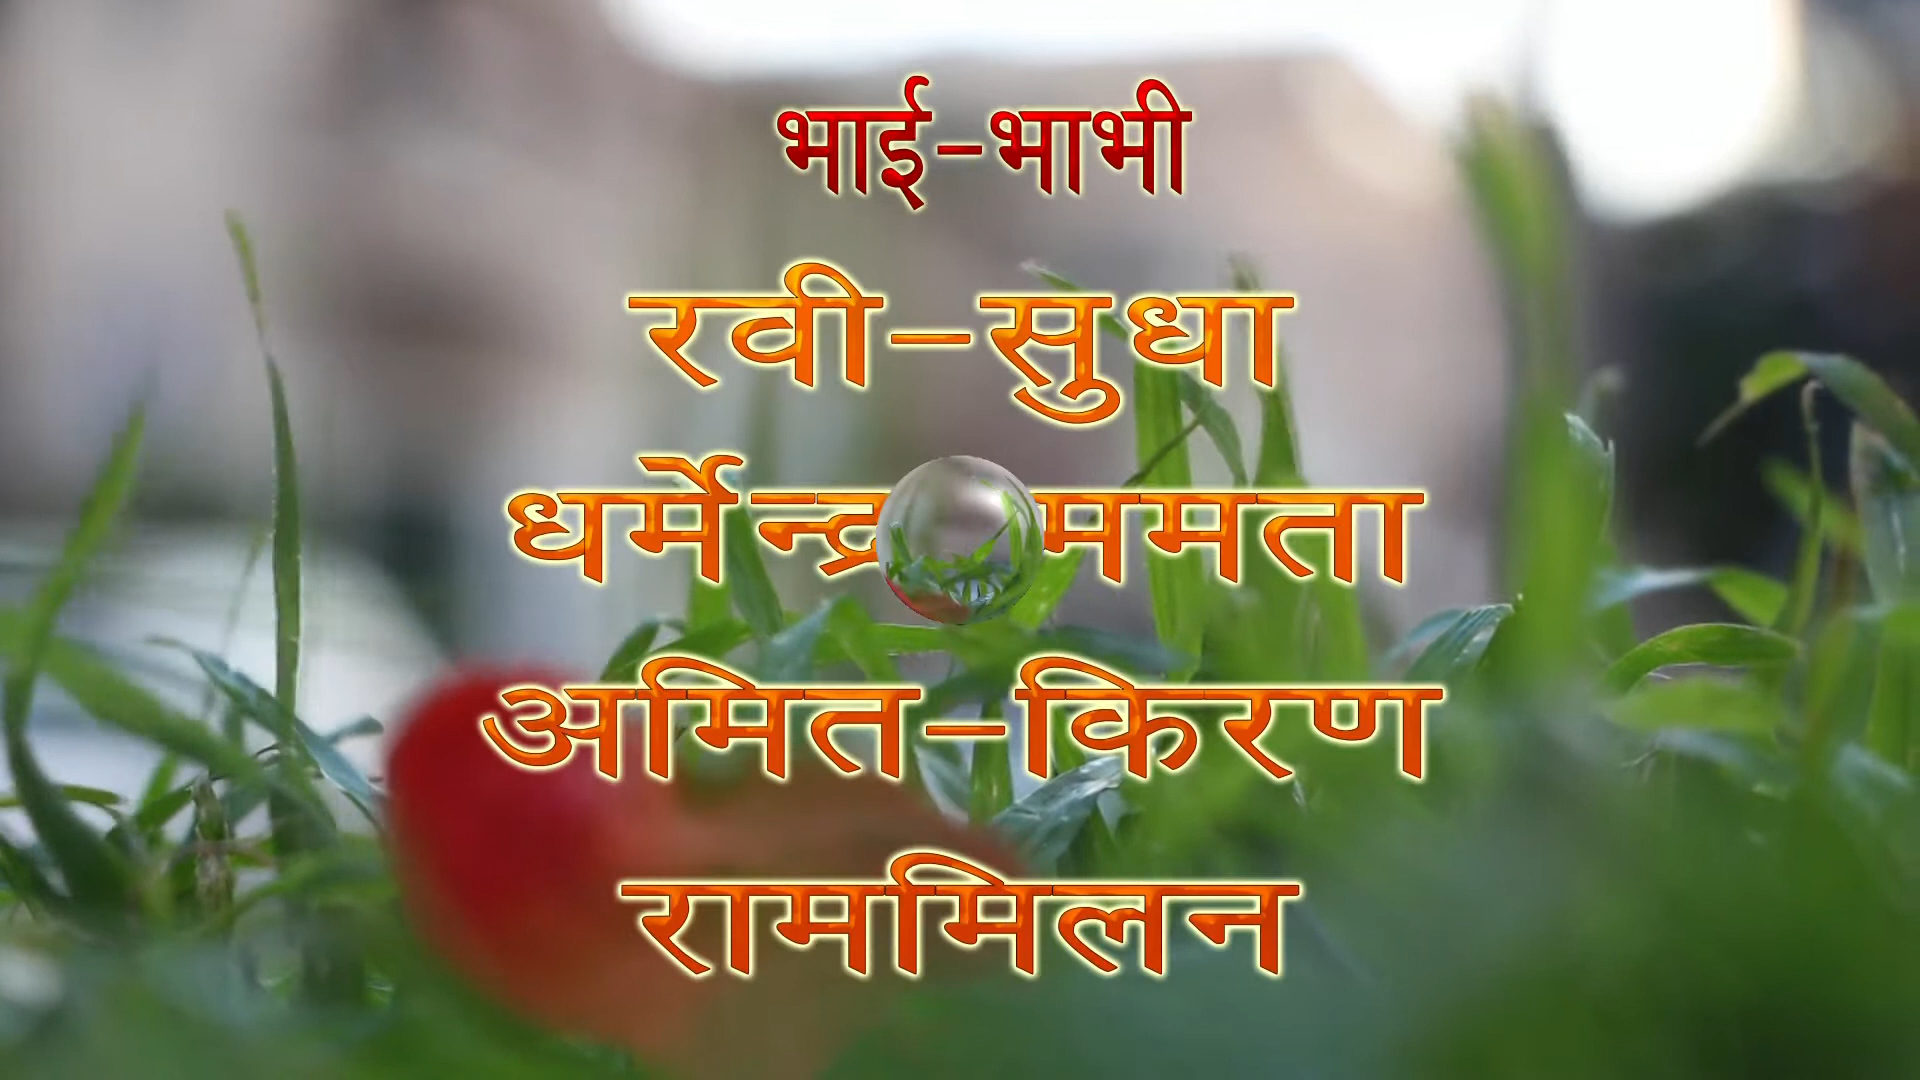 भाई-भाभी
रवी-सुधा
धर्मेन्द्र ममता
अमित-किरण
राममिलन